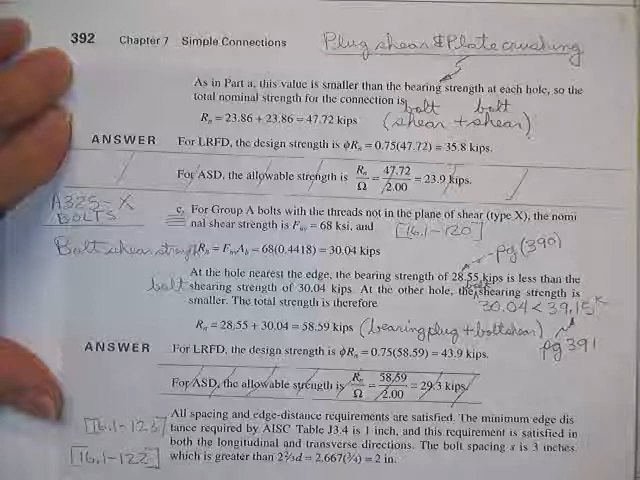 392 Chapter 7 Simple Connections Plug shear & Plate crushing
As in Part a, this value is smaller than the bearing strength at each hole, so the
total nominal strength for the connection is
bolt bolt
Rₙ = 23.86 + 23.86 = 47.72 kips (shear + shear)
ANSWER For LRFD, the design strength is ϕRₙ = 0.75(47.72) = 35.8 kips.
For ASD, the allowable strength is Rₙ/Ω = 47.72/2.00 = 23.9 kips.
A325-X
BOLTS
c. For Group A bolts with the threads not in the plane of shear (type X), the nomi
nal shear strength is Fₙᵥ = 68 ksi, and [16.1-120]
Bolt shear strength Rₙ = FₙᵥA_b = 68(0.4418) = 30.04 kips
pg(390)
At the hole nearest the edge, the bearing strength of 28.55 kips is less than the
bolt shearing strength of 30.04 kips. At the other hole, the bolt shearing strength is
smaller. The total strength is therefore 30.04 < 39.15ᵏ
Rₙ = 28.55 + 30.04 = 58.59 kips (bearing plug + bolt shear)
pg 391
ANSWER For LRFD, the design strength is ϕRₙ = 0.75(58.59) = 43.9 kips.
For ASD, the allowable strength is Rₙ/Ω = 58.59/2.00 = 29.3 kips.
All spacing and edge-distance requirements are satisfied. The minimum edge dis
tance required by AISC Table J3.4 is 1 inch, and this requirement is satisfied in
[16.1-123]
both the longitudinal and transverse directions. The bolt spacing s is 3 inches,
[16.1-122]
which is greater than 2⅔d = 2.667(¾) = 2 in.